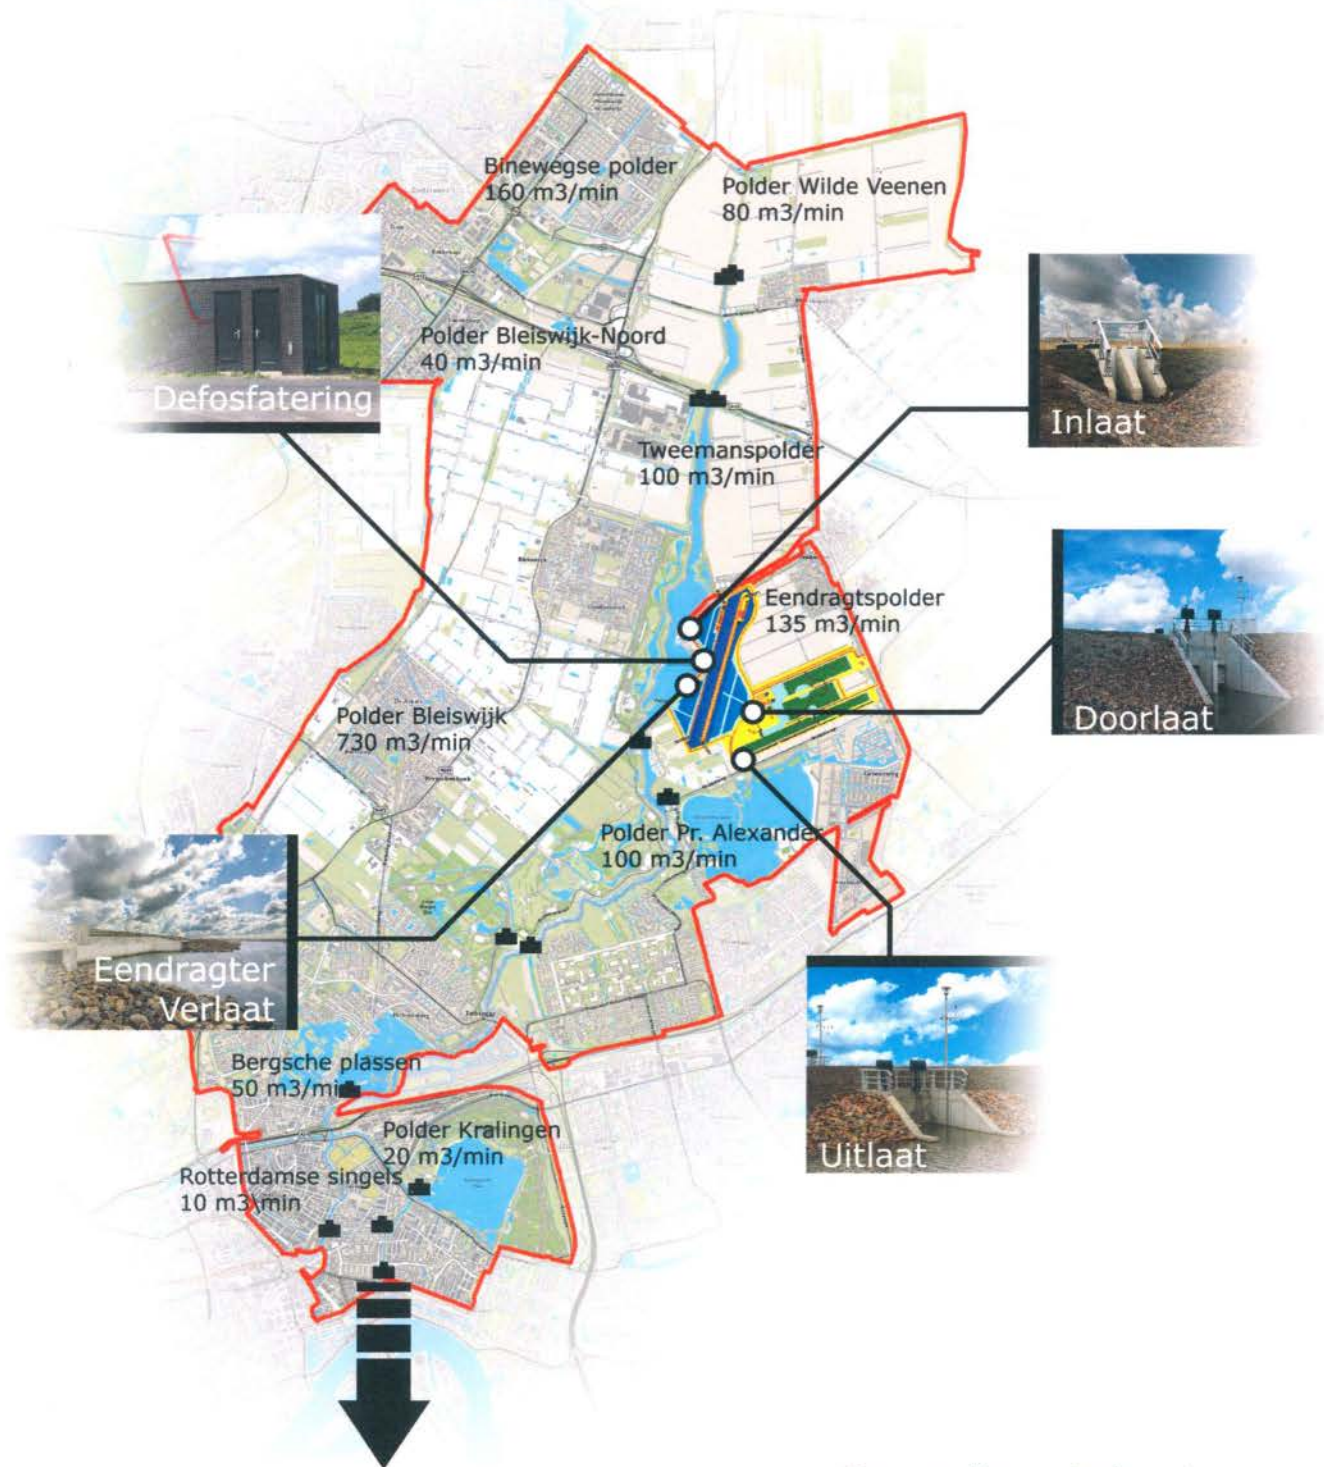 Binewegse polder
160 m3/min
Polder Wilde Veenen
80 m3/min
Polder Bleiswijk-Noord
40 m3/min
Defosfatering
Inlaat
Tweemanspolder
100 m3/min
Eendragtspolder
135 m3/min
Doorlaat
Polder Bleiswijk
730 m3/min
Polder Pr. Alexander
100 m3/min
Eendragter
Verlaat
Uitlaat
Bergsche plassen
50 m3/min
Polder Kralingen
20 m3/min
Rotterdamse singels
10 m3/min